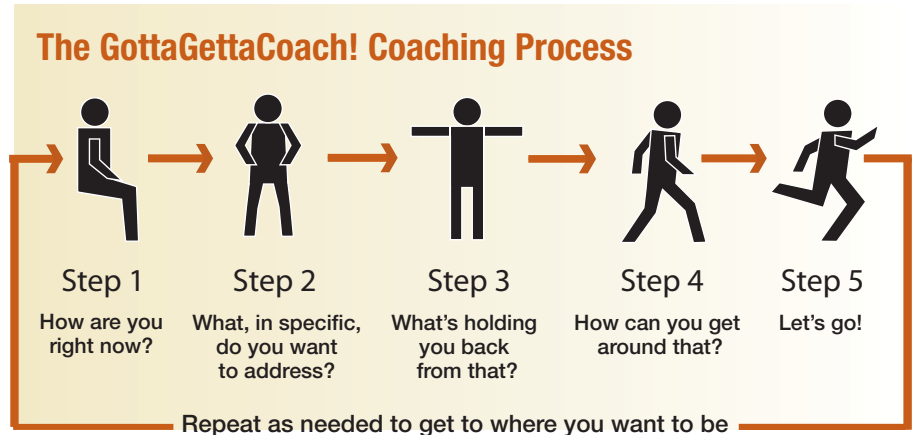 The GottaGettaCoach! Coaching Process
Step 1
How are you
right now?
Step 2
What, in specific,
do you want
to address?
Step 3
What's holding
you back
from that?
Step 4
How can you get
around that?
Step 5
Let's go!
Repeat as needed to get to where you want to be